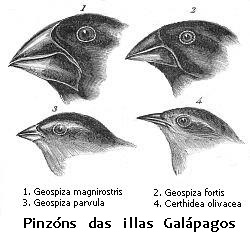 1
2
3
4
1. Geospiza magnirostris 2. Geospiza fortis
3. Geospiza parvula 4. Certhidea olivacea
Pinzóns das illas Galápagos